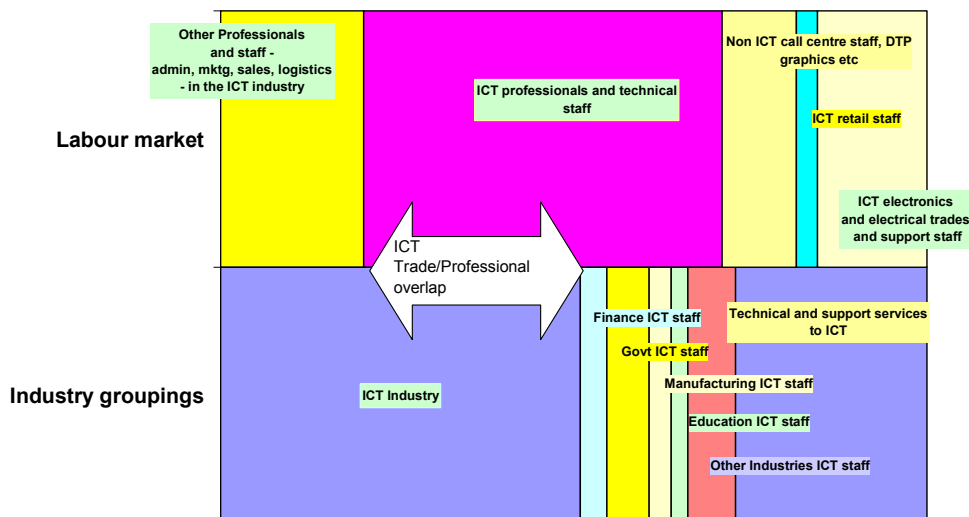 Other Professionals
and staff -
admin, mktg, sales, logistics
- in the ICT industry
Non ICT call centre staff, DTP
graphics etc
ICT professionals and technical
staff
ICT retail staff
Labour market
ICT electronics
and electrical trades
and support staff
ICT
Trade/Professional
overlap
Finance ICT staff
Technical and support services
to ICT
Govt ICT staff
Manufacturing ICT staff
Industry groupings
ICT Industry
Education ICT staff
Other Industries ICT staff